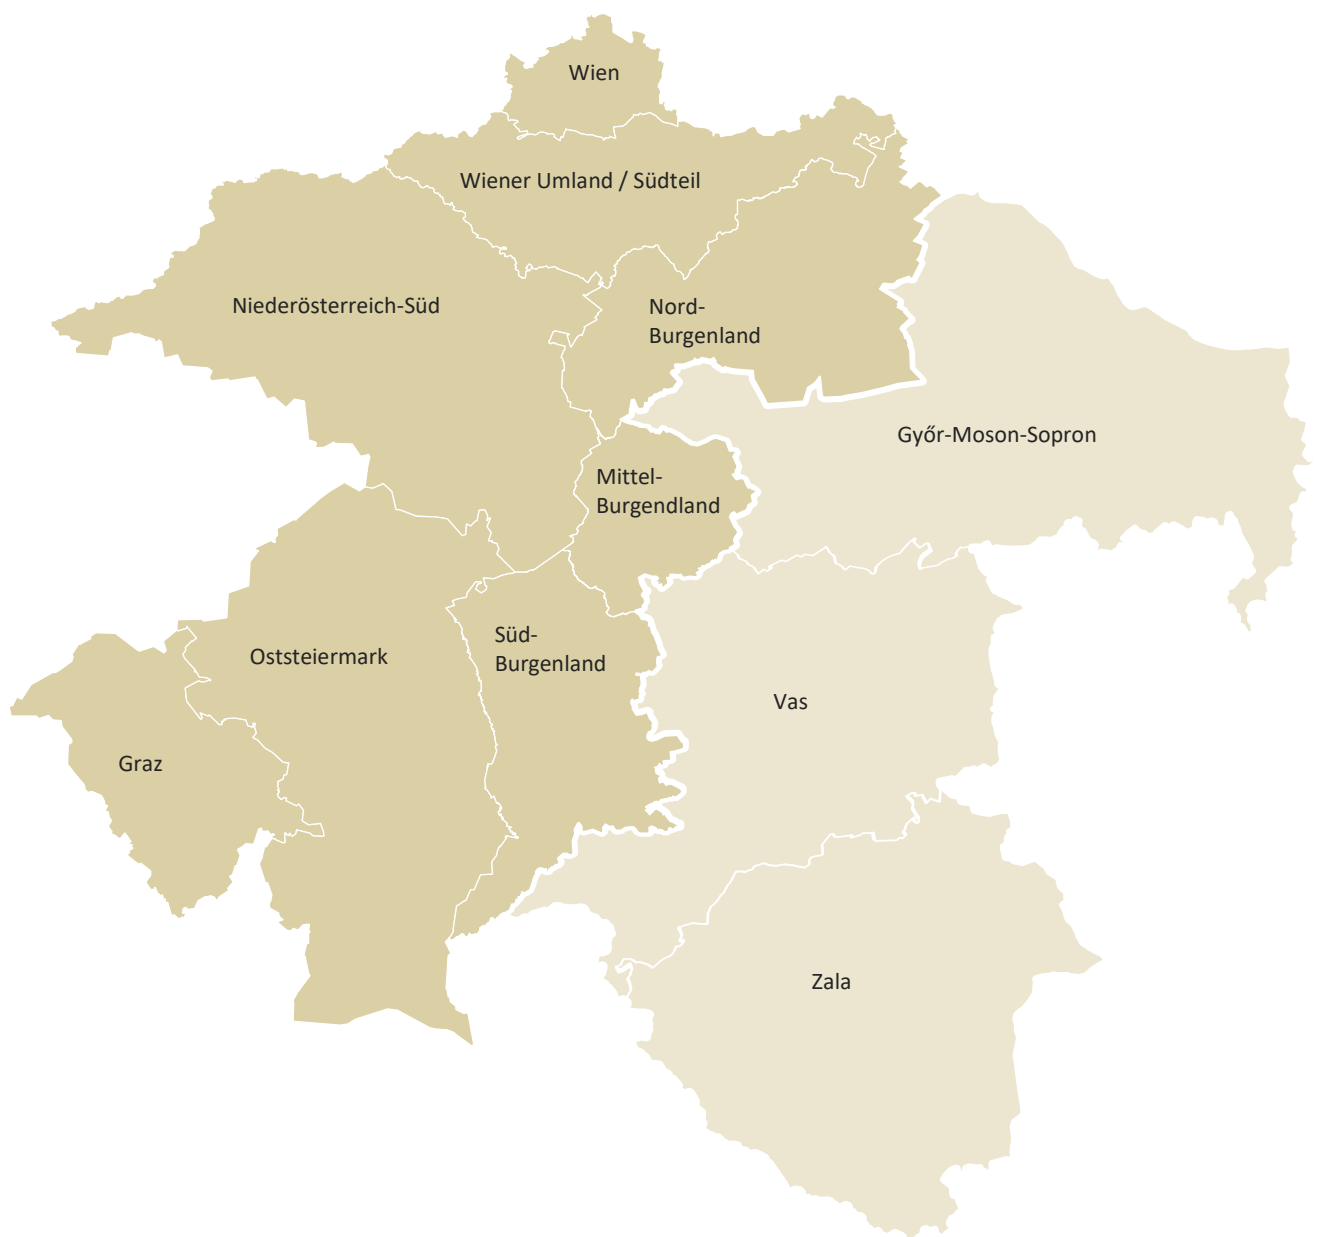 Wien
Wiener Umland / Südteil
Niederösterreich-Süd
Nord-
Burgenland
Győr-Moson-Sopron
Mittel-
Burgendland
Süd-
Burgenland
Oststeiermark
Vas
Graz
Zala